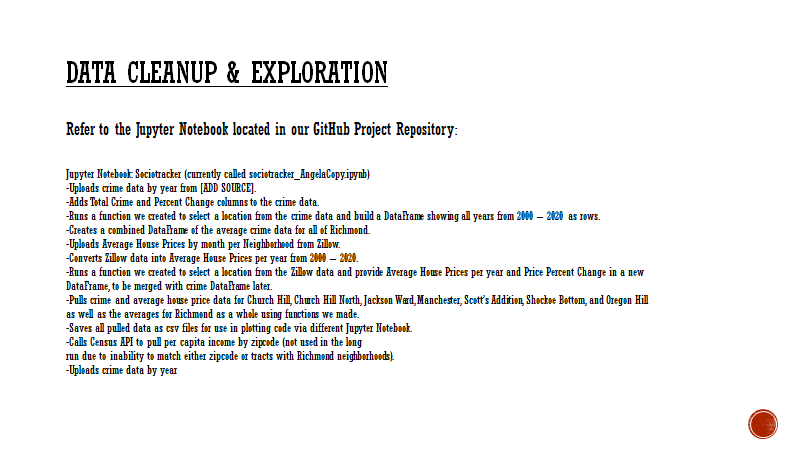 DATA CLEANUP & EXPLORATION
Refer to the Jupyter Notebook located in our GitHub Project Repository:
Jupyter Notebook: Sociotracker (currently called sociotracker_AngelaCopy.ipynb)
-Uploads crime data by year from [ADD SOURCE].
-Adds Total Crime and Percent Change columns to the crime data.
-Runs a function we created to select a location from the crime data and build a DataFrame showing all years from 2000 – 2020 as rows.
-Creates a combined DataFrame of the average crime data for all of Richmond.
-Uploads Average House Prices by month per Neighborhood from Zillow.
-Converts Zillow data into Average House Prices per year from 2000 – 2020.
-Runs a function we created to select a location from the Zillow data and provide Average House Prices per year and Price Percent Change in a new
DataFrame, to be merged with crime DataFrame later.
-Pulls crime and average house price data for Church Hill, Church Hill North, Jackson Ward, Manchester, Scott's Addition, Shockoe Bottom, and Oregon Hill
as well as the averages for Richmond as a whole using functions we made.
-Saves all pulled data as csv files for use in plotting code via different Jupyter Notebook.
-Calls Census API to pull per capita income by zipcode (not used in the long
run due to inability to match either zipcode or tracts with Richmond neighborhoods).
-Uploads crime data by year